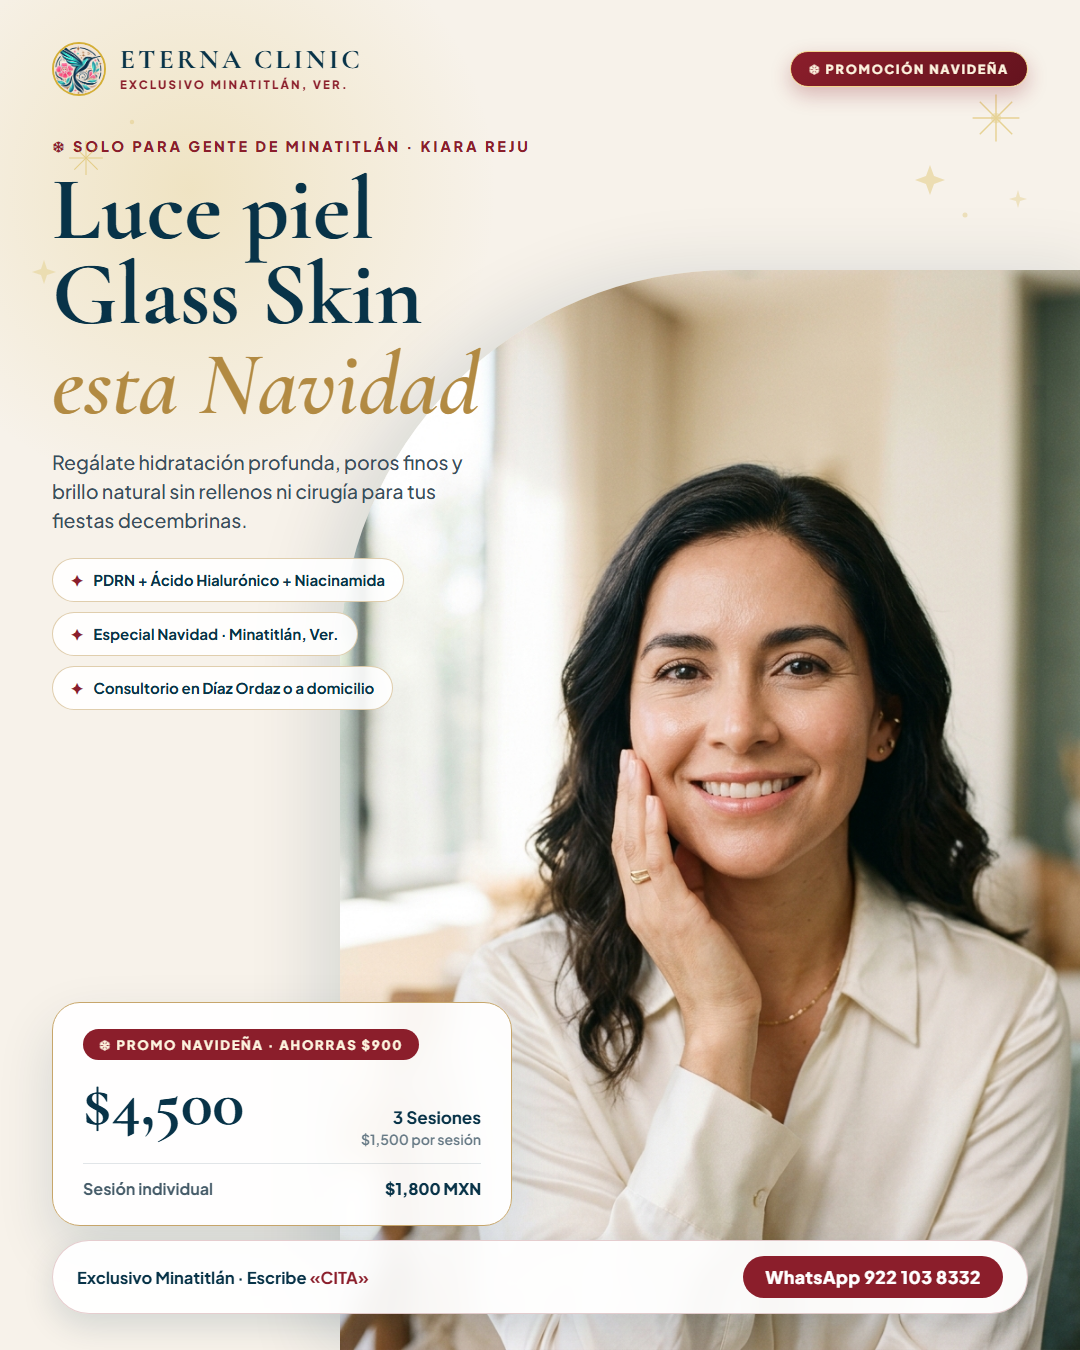 ETERNA CLINIC
EXCLUSIVO MINATITLÁN, VER.
❄ PROMOCIÓN NAVIDEÑA
❄ SOLO PARA GENTE DE MINATITLÁN · KIARA REJU
Luce piel
Glass Skin
esta Navidad
Regálate hidratación profunda, poros finos y
brillo natural sin rellenos ni cirugía para tus
fiestas decembrinas.
✦ PDRN + Ácido Hialurónico + Niacinamida
✦ Especial Navidad · Minatitlán, Ver.
✦ Consultorio en Díaz Ordaz o a domicilio
❄ PROMO NAVIDEÑA · AHORRAS $900
$4,500
3 Sesiones
$1,500 por sesión
Sesión individual
$1,800 MXN
Exclusivo Minatitlán · Escribe «CITA»
WhatsApp 922 103 8332